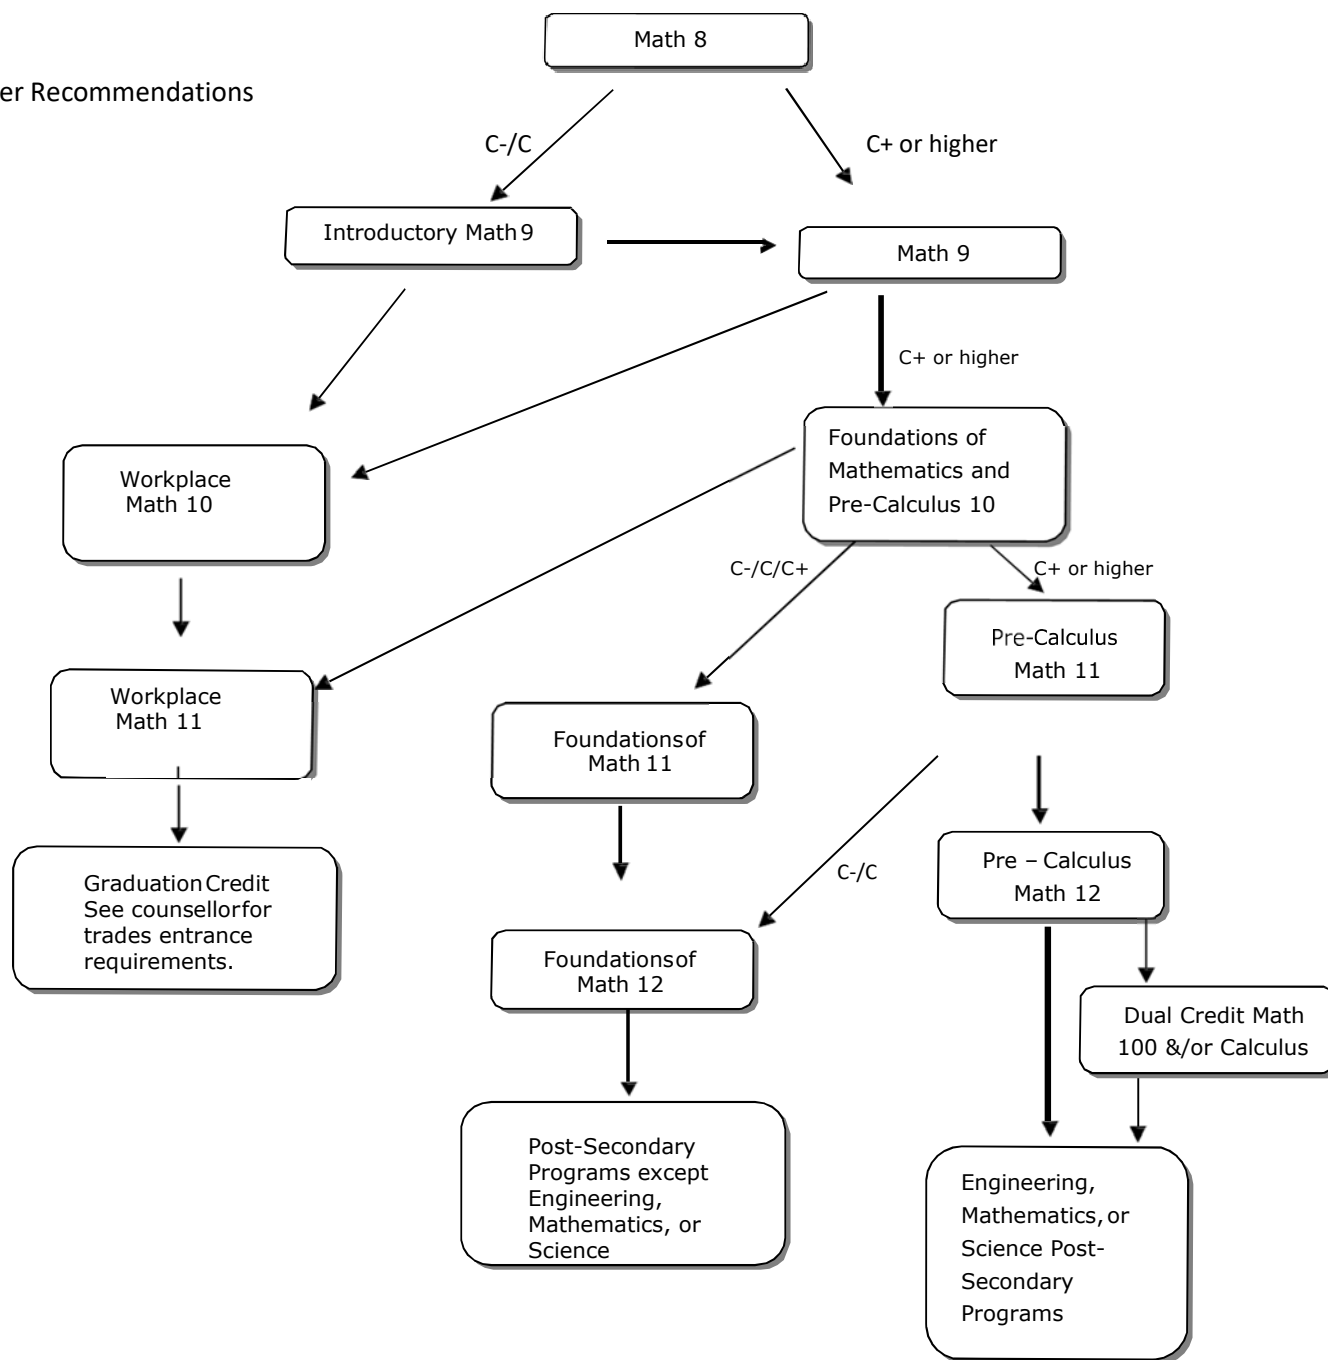 Math 8
er Recommendations
C-/C
C+ or higher
Introductory Math 9
Math 9
C+ or higher
Foundations of
Mathematics and
Pre-Calculus 10
Workplace
Math 10
C-/C/C+
C+ or higher
Pre-Calculus
Math 11
Workplace
Math 11
Foundations of
Math 11
Pre – Calculus
Math 12
C-/C
Graduation Credit
See counsellor for
trades entrance
requirements.
Foundations of
Math 12
Dual Credit Math
100 &/or Calculus
Post-Secondary
Programs except
Engineering,
Mathematics, or
Science
Engineering,
Mathematics, or
Science Post-
Secondary
Programs